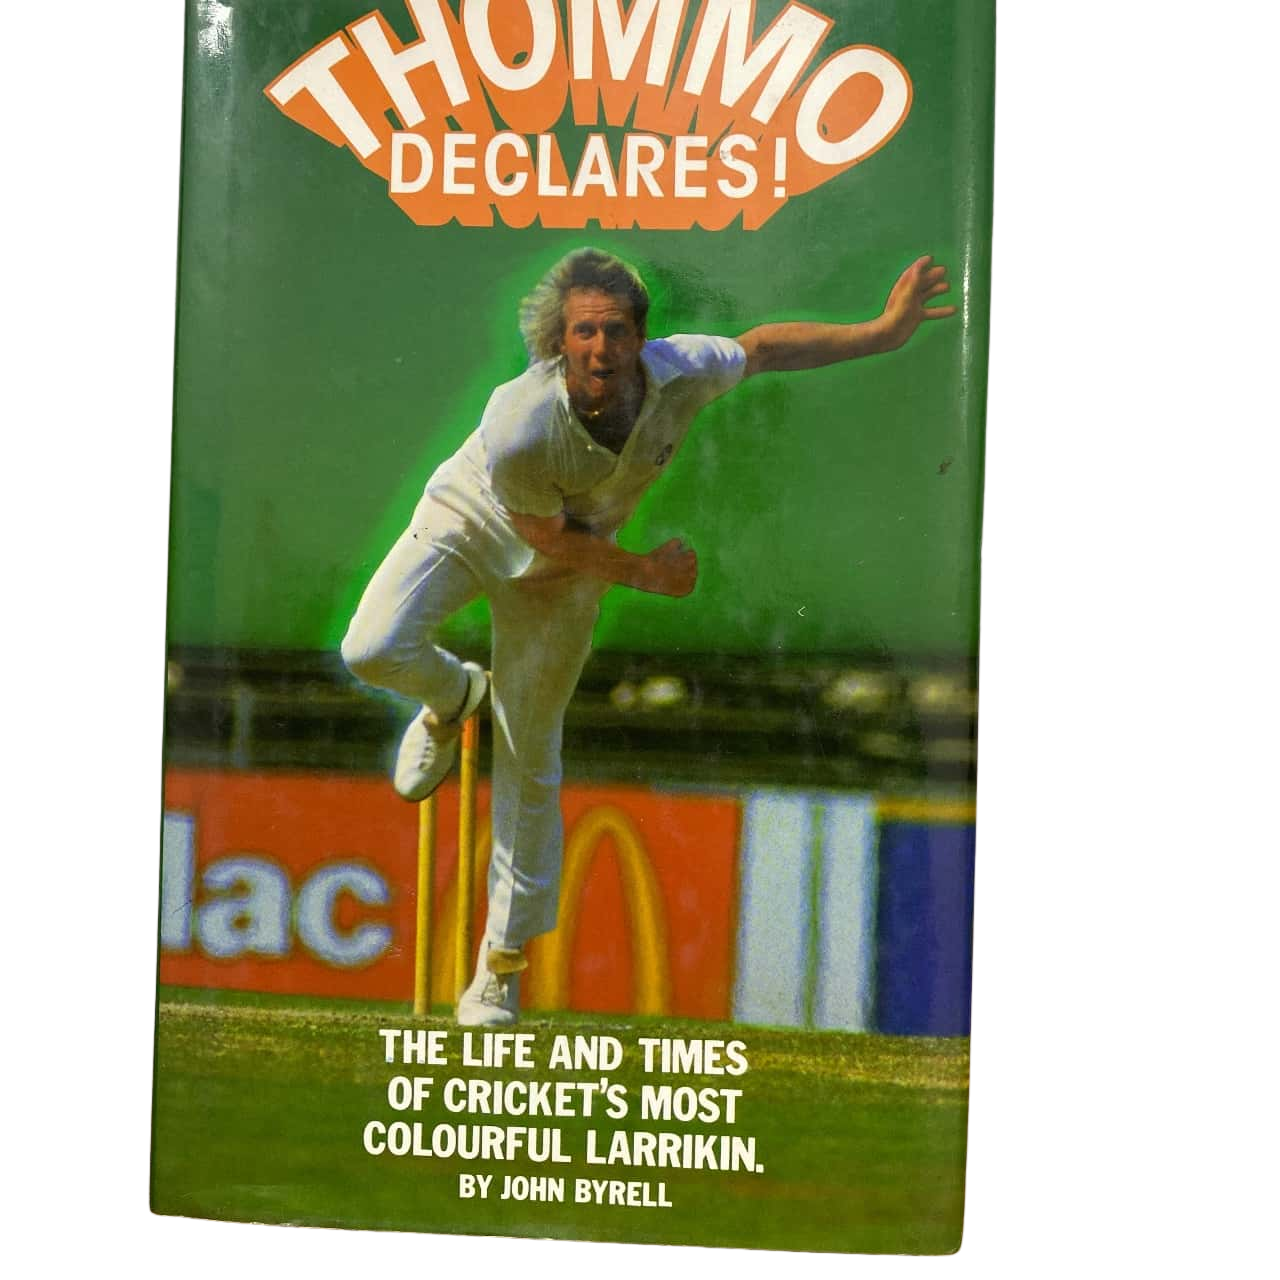 THOMMO
DECLARES!
lac
THE LIFE AND TIMES
OF CRICKET'S MOST
COLOURFUL LARRIKIN.
BY JOHN BYRELL